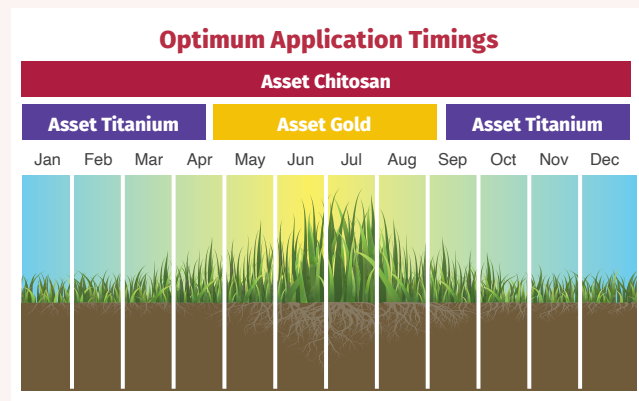 Optimum Application Timings
Asset Chitosan
Asset Titanium Asset Gold Asset Titanium
Jan Feb Mar Apr May Jun Jul Aug Sep Oct Nov Dec